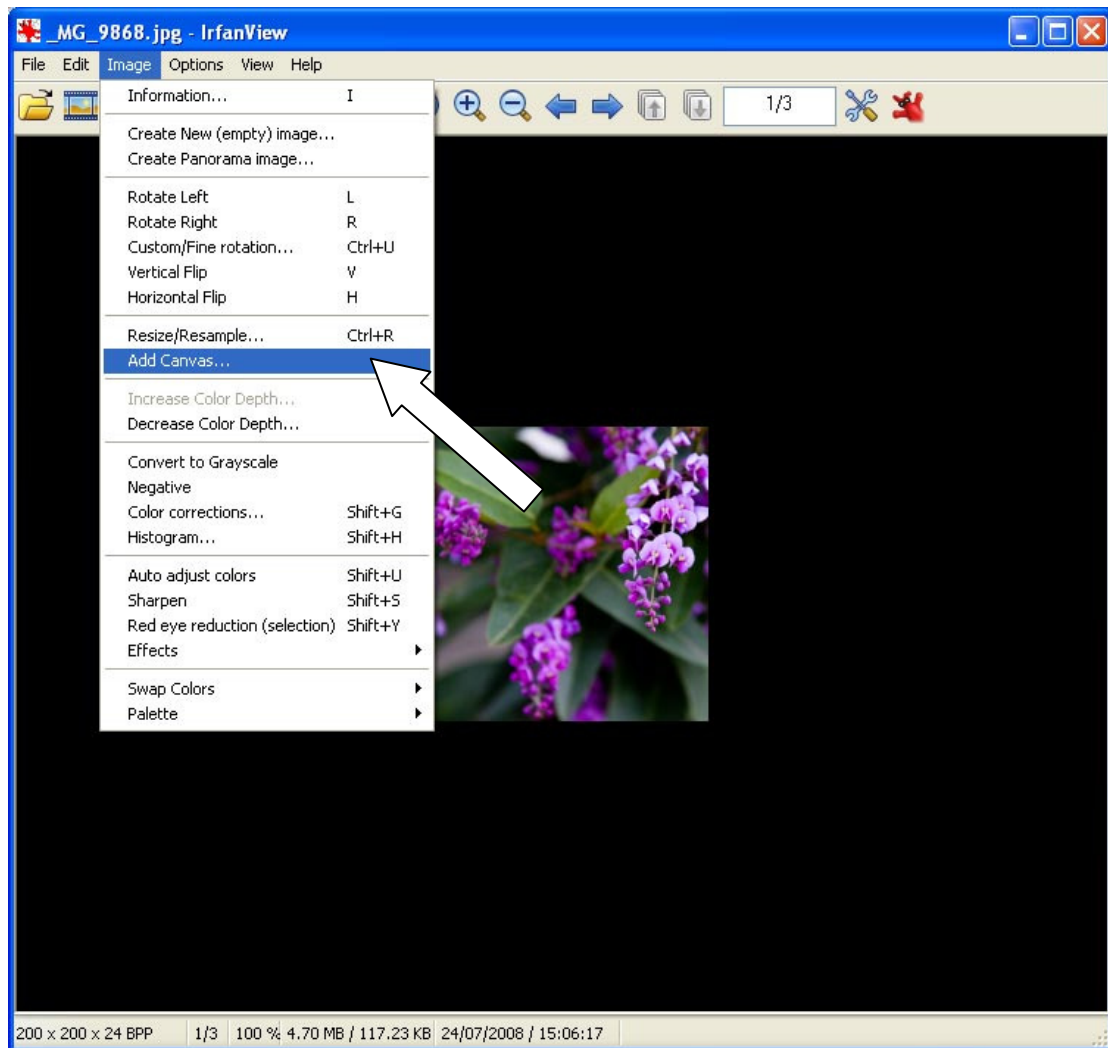 _MG_9868.jpg - IrfanView
File Edit Image Options View Help
1/3
Information... I
Create New (empty) image...
Create Panorama image...
Rotate Left L
Rotate Right R
Custom/Fine rotation... Ctrl+U
Vertical Flip V
Horizontal Flip H
Resize/Resample... Ctrl+R
Add Canvas...
Increase Color Depth...
Decrease Color Depth...
Convert to Grayscale
Negative
Color corrections... Shift+G
Histogram... Shift+H
Auto adjust colors Shift+U
Sharpen Shift+S
Red eye reduction (selection) Shift+Y
Effects
Swap Colors
Palette
200 x 200 x 24 BPP 1/3 100 % 4.70 MB / 117.23 KB 24/07/2008 / 15:06:17